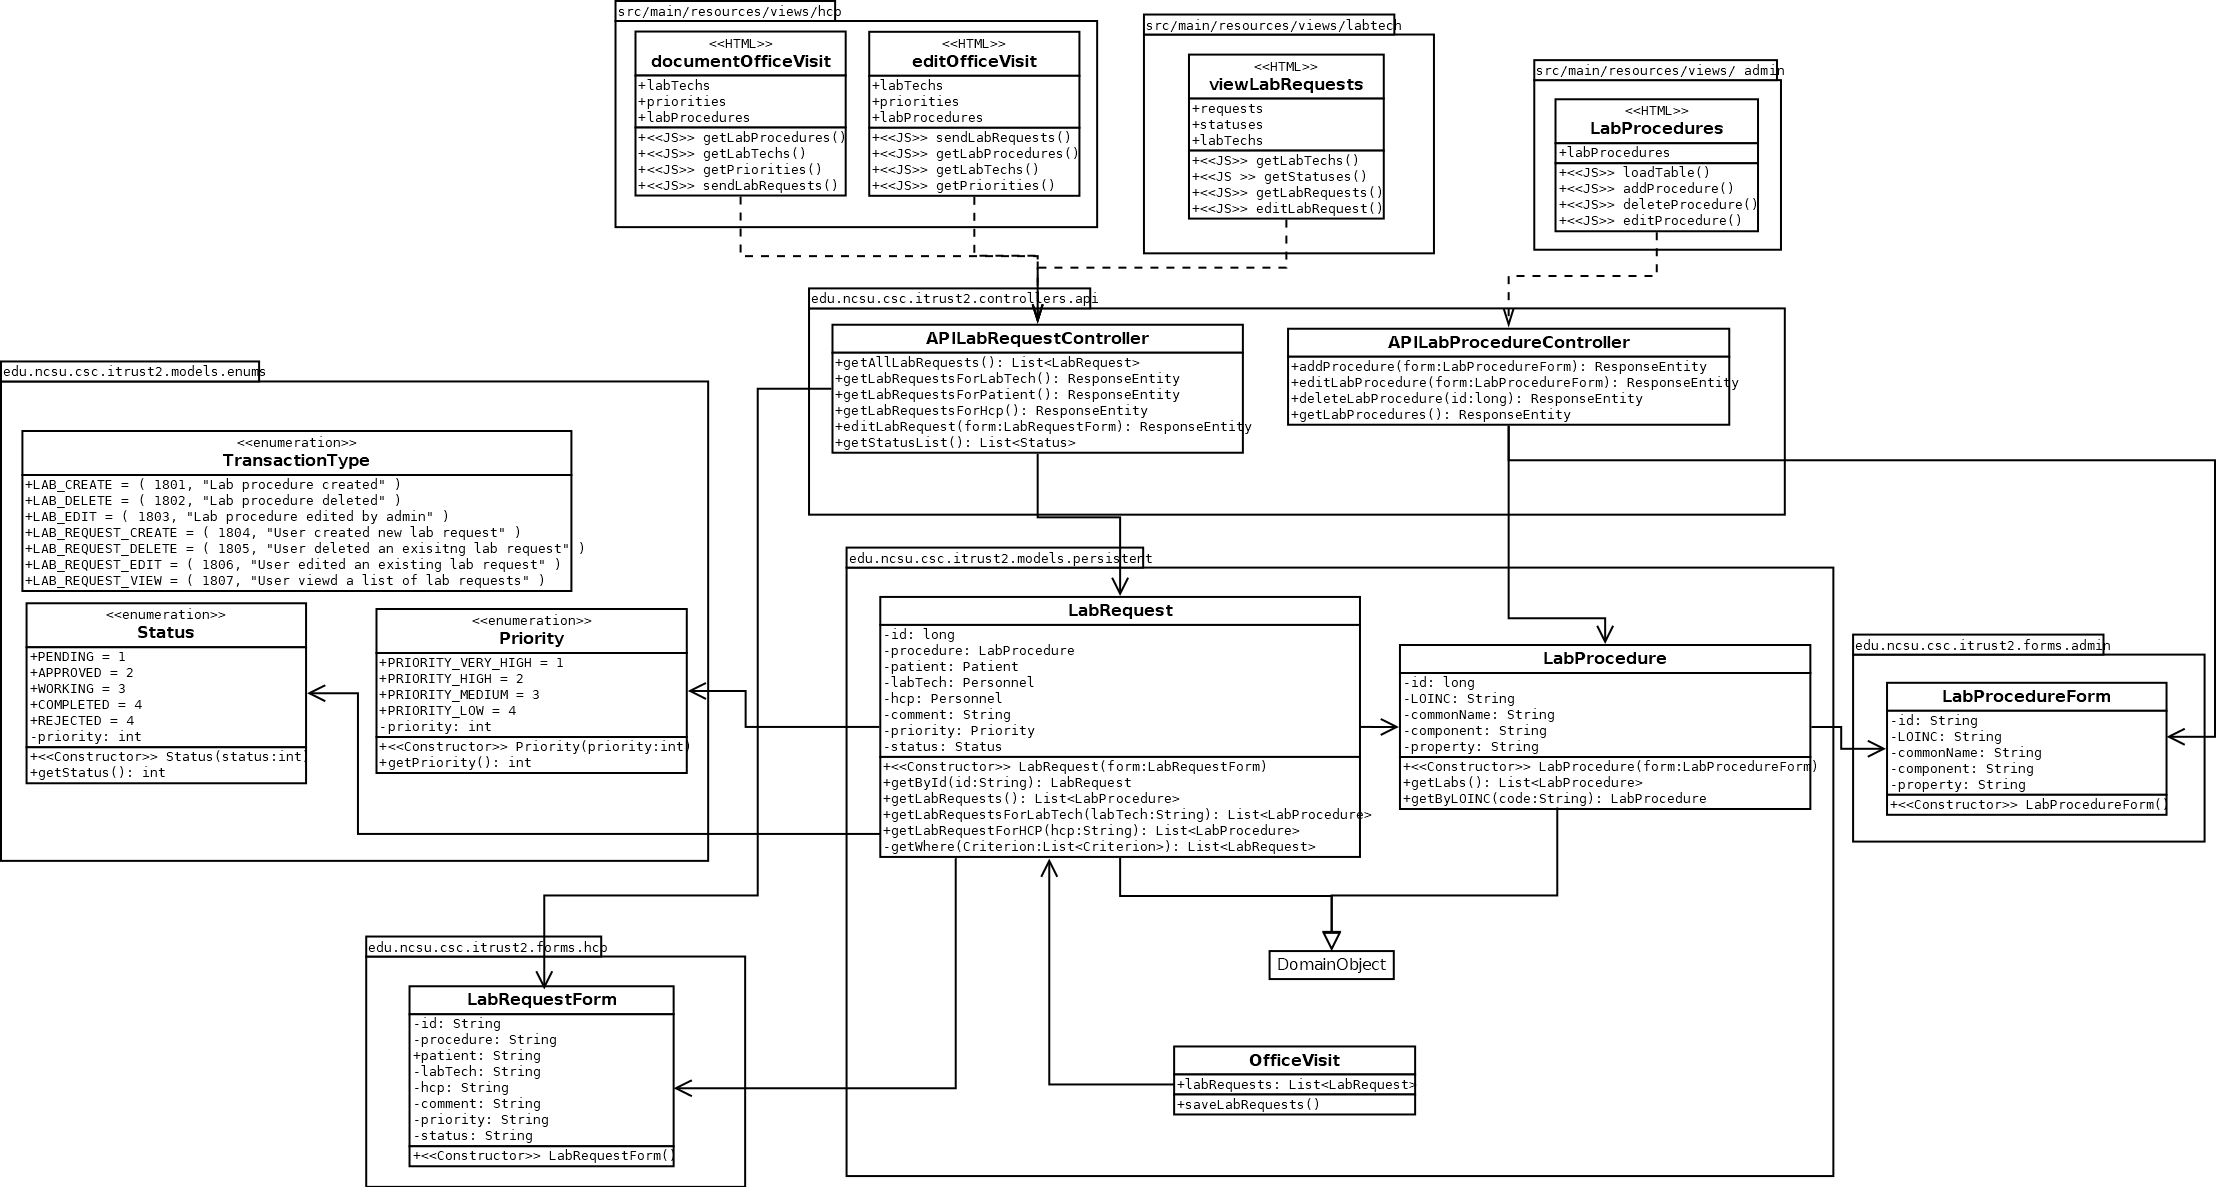 src/main/resources/views/hcp
<<HTML>>
documentOfficeVisit
+labTechs
+priorities
+labProcedures
+<<JS>> getLabProcedures()
+<<JS>> getLabTechs()
+<<JS>> getPriorities()
+<<JS>> sendLabRequests()
<<HTML>>
editOfficeVisit
+labTechs
+priorities
+labProcedures
+<<JS>> sendLabRequests()
+<<JS>> getLabProcedures()
+<<JS>> getLabTechs()
+<<JS>> getPriorities()
src/main/resources/views/labtech
<<HTML>>
viewLabRequests
+requests
+statuses
+labTechs
+<<JS>> getLabTechs()
+<<JS >> getStatuses()
+<<JS>> getLabRequests()
+<<JS>> editLabRequest()
src/main/resources/views/ admin
<<HTML>>
LabProcedures
+labProcedures
+<<JS>> loadTable()
+<<JS>> addProcedure()
+<<JS>> deleteProcedure()
+<<JS>> editProcedure()
edu.ncsu.csc.itrust2.controllers.api
APILabRequestController
+getAllLabRequests(): List<LabRequest>
+getLabRequestsForLabTech(): ResponseEntity
+getLabRequestsForPatient(): ResponseEntity
+getLabRequestsForHcp(): ResponseEntity
+editLabRequest(form:LabRequestForm): ResponseEntity
+getStatusList(): List<Status>
APILabProcedureController
+addProcedure(form:LabProcedureForm): ResponseEntity
+editLabProcedure(form:LabProcedureForm): ResponseEntity
+deleteLabProcedure(id:long): ResponseEntity
+getLabProcedures(): ResponseEntity
edu.ncsu.csc.itrust2.models.enums
<<enumeration>>
TransactionType
+LAB_CREATE = ( 1801, "Lab procedure created" )
+LAB_DELETE = ( 1802, "Lab procedure deleted" )
+LAB_EDIT = ( 1803, "Lab procedure edited by admin" )
+LAB_REQUEST_CREATE = ( 1804, "User created new lab request" )
+LAB_REQUEST_DELETE = ( 1805, "User deleted an exisitng lab request" )
+LAB_REQUEST_EDIT = ( 1806, "User edited an existing lab request" )
+LAB_REQUEST_VIEW = ( 1807, "User viewd a list of lab requests" )
<<enumeration>>
Status
+PENDING = 1
+APPROVED = 2
+WORKING = 3
+COMPLETED = 4
+REJECTED = 4
-priority: int
+<<Constructor>> Status(status:int)
+getStatus(): int
<<enumeration>>
Priority
+PRIORITY_VERY_HIGH = 1
+PRIORITY_HIGH = 2
+PRIORITY_MEDIUM = 3
+PRIORITY_LOW = 4
-priority: int
+<<Constructor>> Priority(priority:int)
+getPriority(): int
edu.ncsu.csc.itrust2.models.persistent
LabRequest
-id: long
-procedure: LabProcedure
-patient: Patient
-labTech: Personnel
-hcp: Personnel
-comment: String
-priority: Priority
-status: Status
+<<Constructor>> LabRequest(form:LabRequestForm)
+getById(id:String): LabRequest
+getLabRequests(): List<LabProcedure>
+getLabRequestsForLabTech(labTech:String): List<LabProcedure>
+getLabRequestForHCP(hcp:String): List<LabProcedure>
-getWhere(Criterion:List<Criterion>): List<LabRequest>
LabProcedure
-id: long
-LOINC: String
-commonName: String
-component: String
-property: String
+<<Constructor>> LabProcedure(form:LabProcedureForm)
+getLabs(): List<LabProcedure>
+getByLOINC(code:String): LabProcedure
edu.ncsu.csc.itrust2.forms.admin
LabProcedureForm
-id: String
-LOINC: String
-commonName: String
-component: String
-property: String
+<<Constructor>> LabProcedureForm()
DomainObject
edu.ncsu.csc.itrust2.forms.hcp
LabRequestForm
-id: String
-procedure: String
+patient: String
-labTech: String
-hcp: String
-comment: String
-priority: String
-status: String
+<<Constructor>> LabRequestForm()
OfficeVisit
+labRequests: List<LabRequest>
+saveLabRequests()